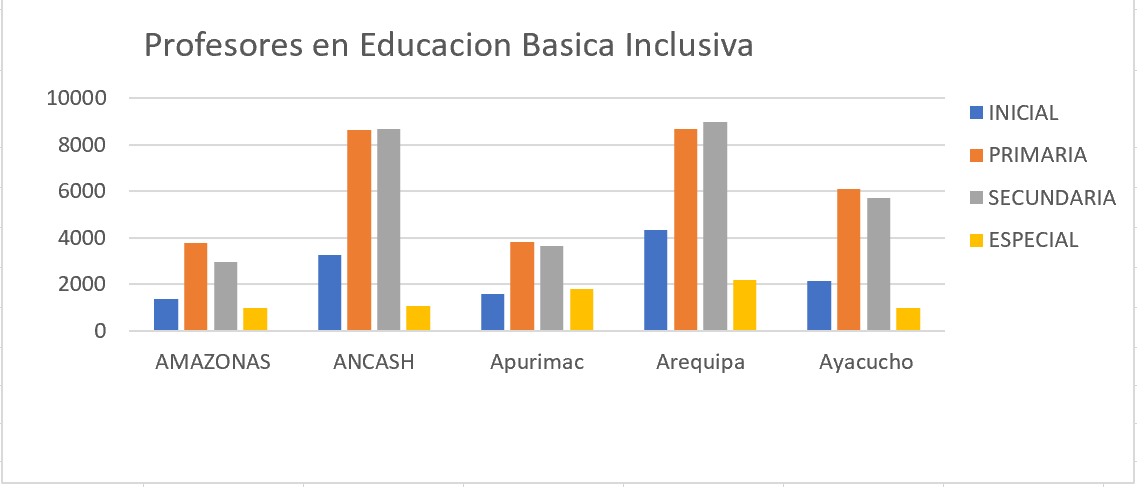 Profesores en Educacion Basica Inclusiva
10000
8000
6000
4000
2000
0
AMAZONAS
ANCASH
Apurimac
Arequipa
Ayacucho
INICIAL
PRIMARIA
SECUNDARIA
ESPECIAL